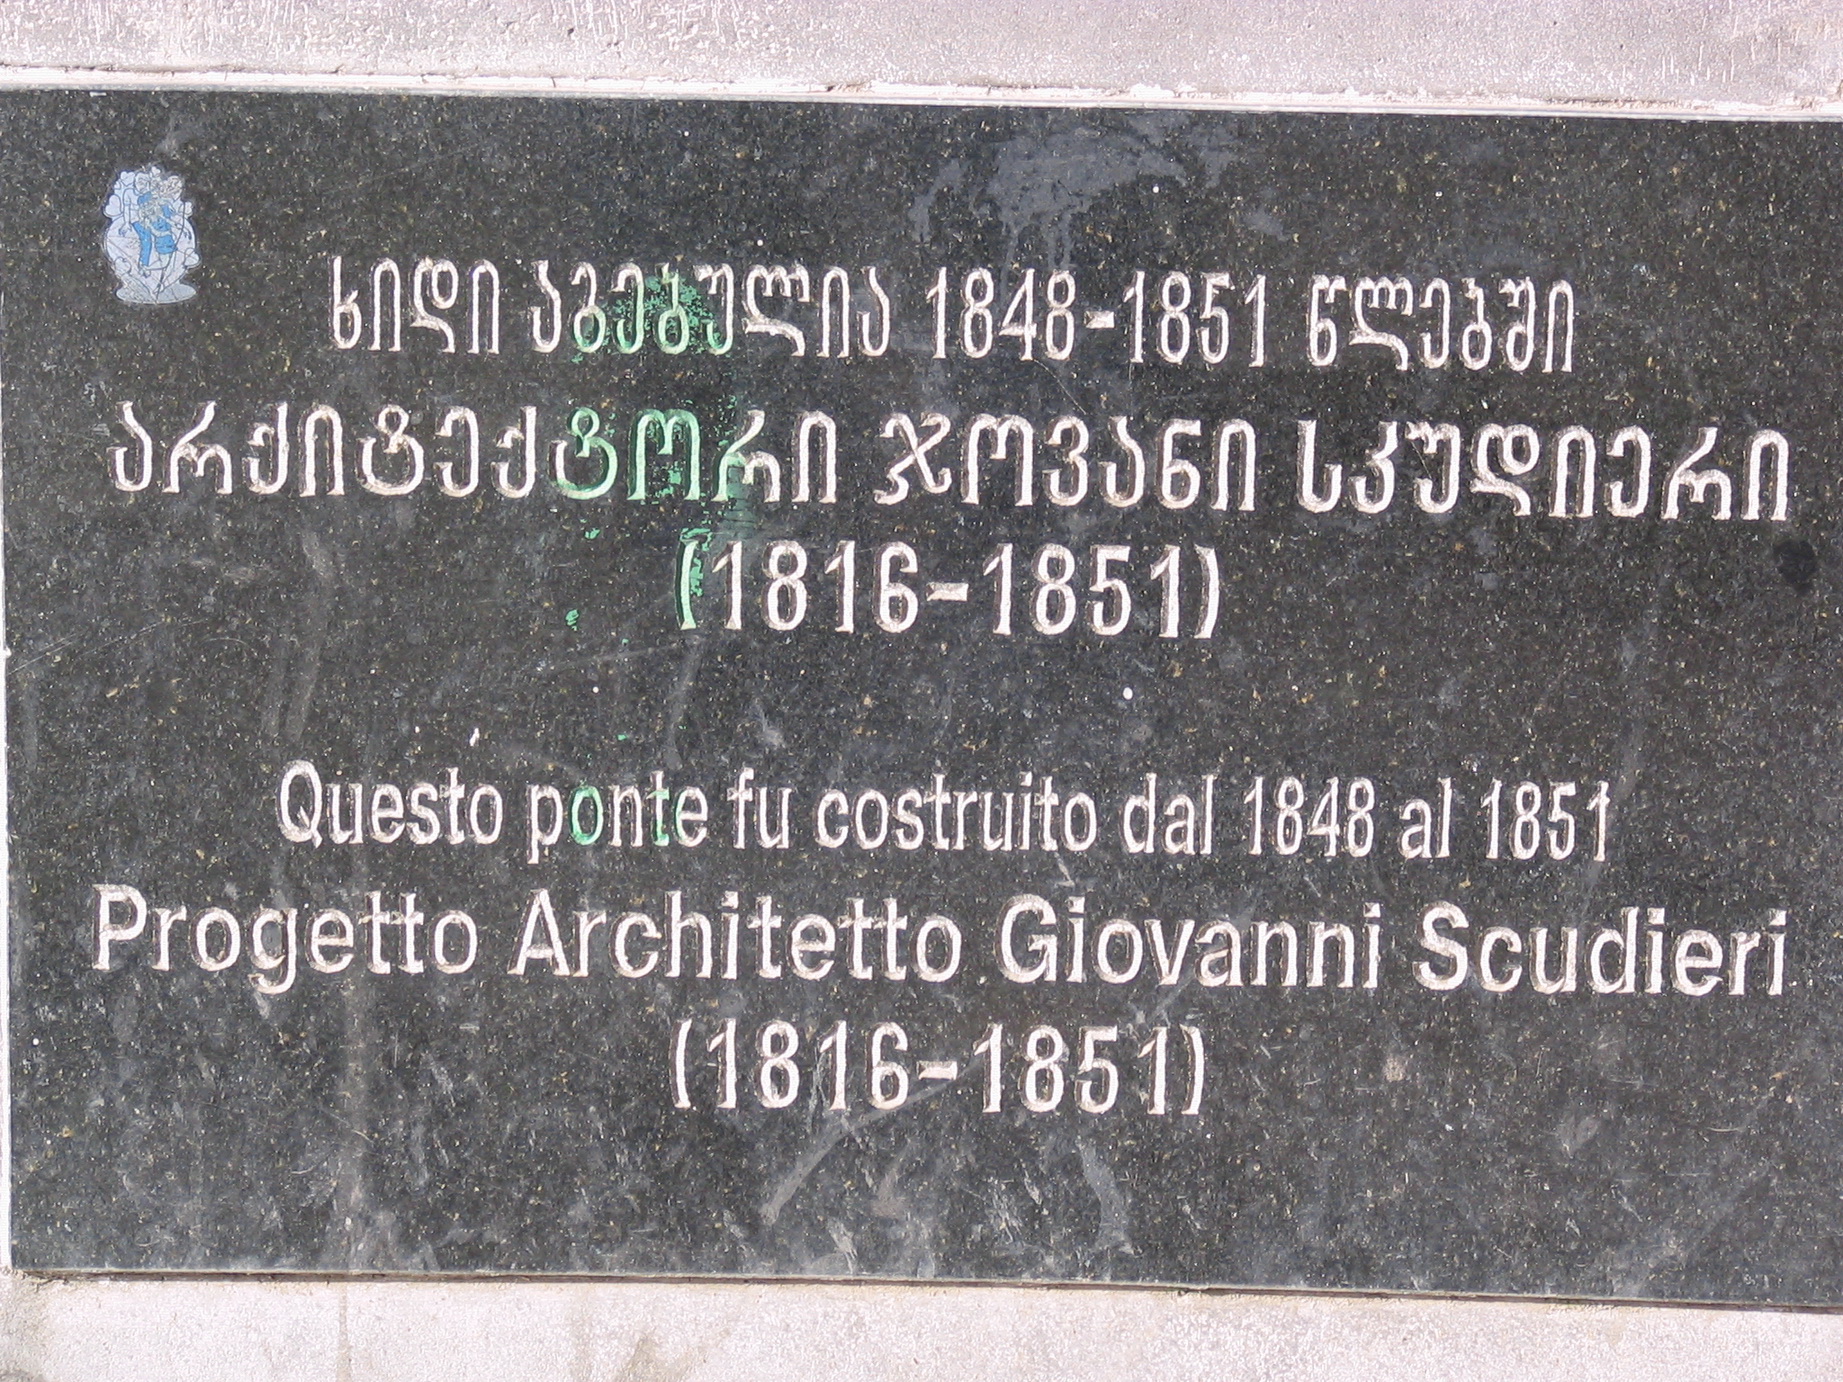 ხიდი აგებულია 1848-1851 წლებში
არქიტექტორი ჯოვანი სკუდიერი
(1816-1851)
Questo ponte fu costruito dal 1848 al 1851
Progetto Architetto Giovanni Scudieri
(1816-1851)